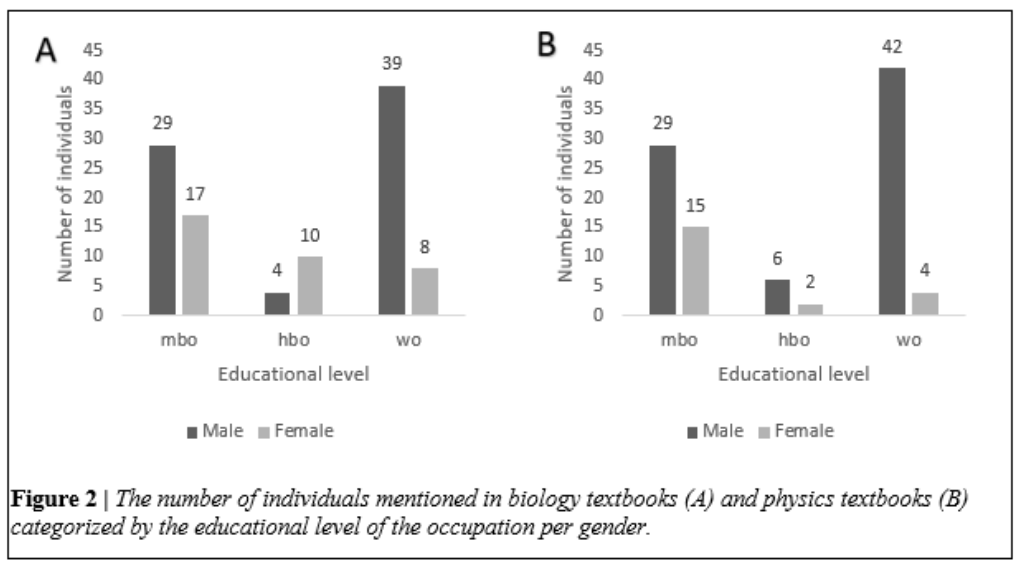 A
Number of individuals
45
40
35
30
25
20
15
10
5
0
29
17
4
10
39
8
mbo
hbo
wo
Educational level
Male Female
B
Number of individuals
45
40
35
30
25
20
15
10
5
0
29
15
6
2
42
4
mbo
hbo
wo
Educational level
Male Female
Figure 2 | The number of individuals mentioned in biology textbooks (A) and physics textbooks (B)
categorized by the educational level of the occupation per gender.